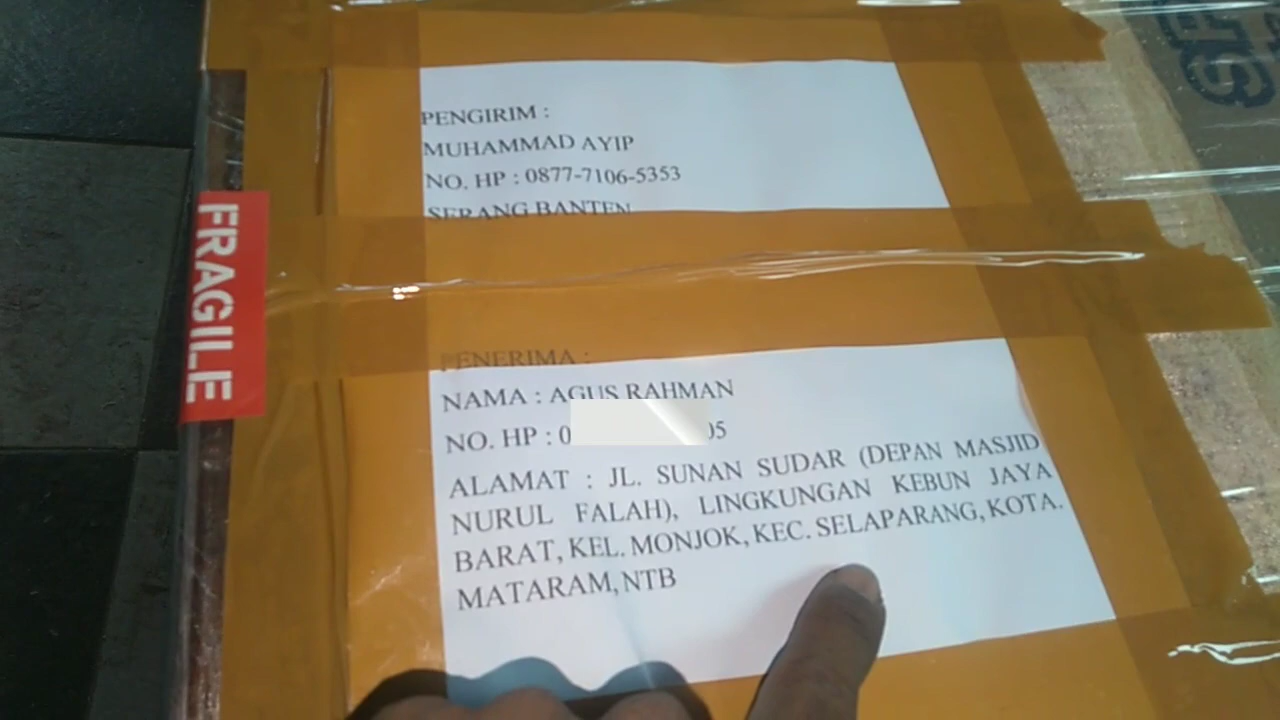 PENGIRIM :
MUHAMMAD AYIP
NO. HP : 0877-7106-5353
SERANG BANTEN
FRAGILE
PENERIMA :
NAMA : AGUS RAHMAN
NO. HP : 0 05
ALAMAT : JL. SUNAN SUDAR (DEPAN MASJID
NURUL FALAH), LINGKUNGAN KEBUN JAYA
BARAT, KEL. MONJOK, KEC. SELAPARANG, KOTA.
MATARAM, NTB